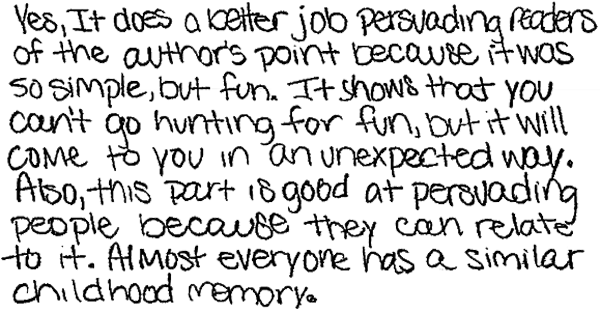 Yes, It does a better job persvading readers
of the author's point because it was
so simple, but fun. It shows that you
can't go hunting for fun, but it will
come to you in an unexpected way.
Also, this part is good at persvading
people because they can relate
to it. Almost everyone has a similar
childhood memory.